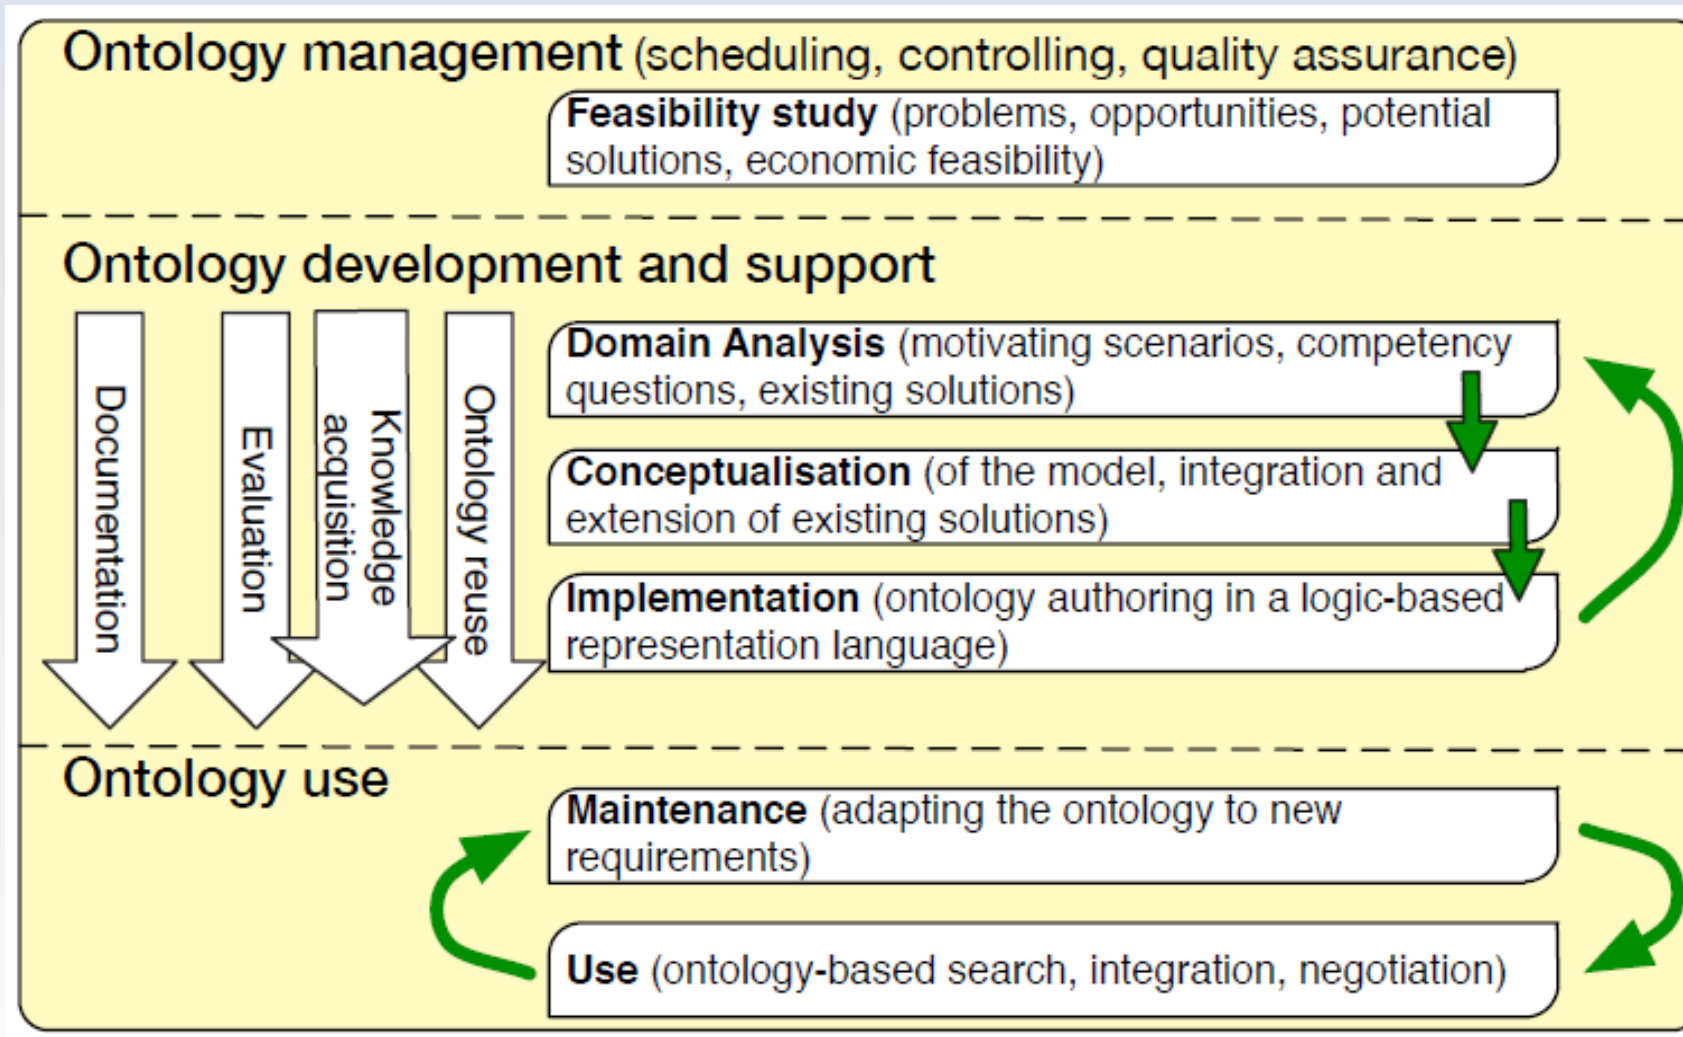 Ontology management (scheduling, controlling, quality assurance)
Feasibility study (problems, opportunities, potential
solutions, economic feasibility)
Ontology development and support
Documentation
Evaluation
Knowledge
acquisition
Ontology reuse
Domain Analysis (motivating scenarios, competency
questions, existing solutions)
Conceptualisation (of the model, integration and
extension of existing solutions)
Implementation (ontology authoring in a logic-based
representation language)
Ontology use
Maintenance (adapting the ontology to new
requirements)
Use (ontology-based search, integration, negotiation)